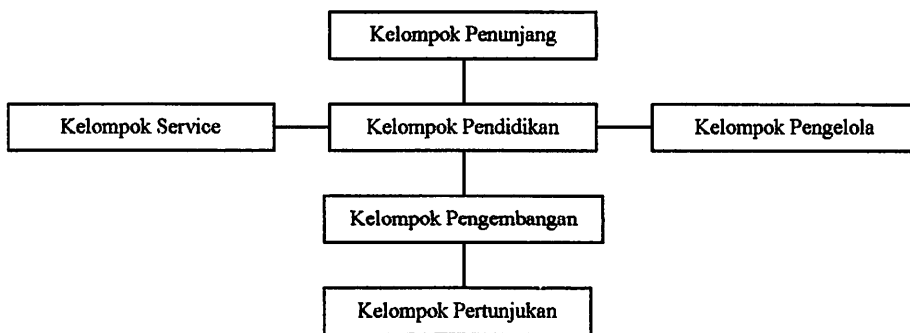 Kelompok Penunjang
Kelompok Service
Kelompok Pendidikan
Kelompok Pengelola
Kelompok Pengembangan
Kelompok Pertunjukan